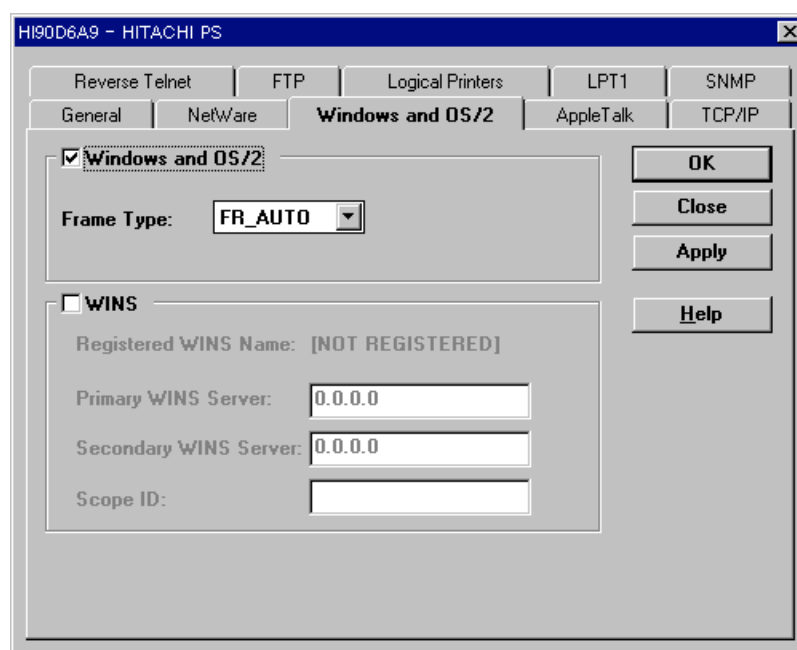 HI90D6A9 - HITACHI PS
Reverse Telnet FTP Logical Printers LPT1 SNMP
General NetWare Windows and OS/2 AppleTalk TCP/IP
Windows and OS/2
Frame Type: FR_AUTO
OK
Close
Apply
Help
WINS
Registered WINS Name: [NOT REGISTERED]
Primary WINS Server: 0.0.0.0
Secondary WINS Server: 0.0.0.0
Scope ID: